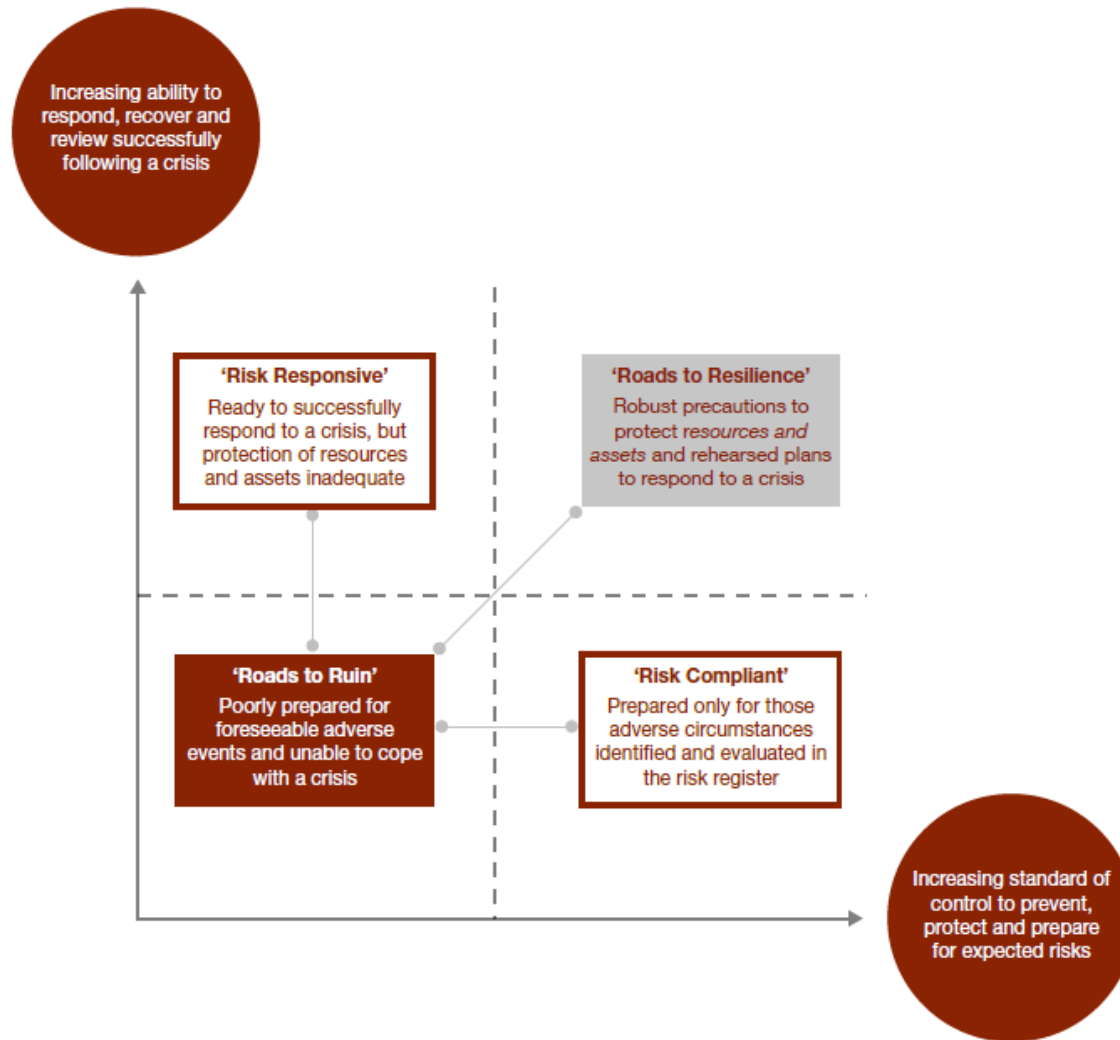 Increasing ability to
respond, recover and
review successfully
following a crisis
‘Risk Responsive’
Ready to successfully
respond to a crisis, but
protection of resources
and assets inadequate
‘Roads to Resilience’
Robust precautions to
protect resources and
assets and rehearsed plans
to respond to a crisis
‘Roads to Ruin’
Poorly prepared for
foreseeable adverse
events and unable to cope
with a crisis
‘Risk Compliant’
Prepared only for those
adverse circumstances
identified and evaluated in
the risk register
Increasing standard of
control to prevent,
protect and prepare
for expected risks